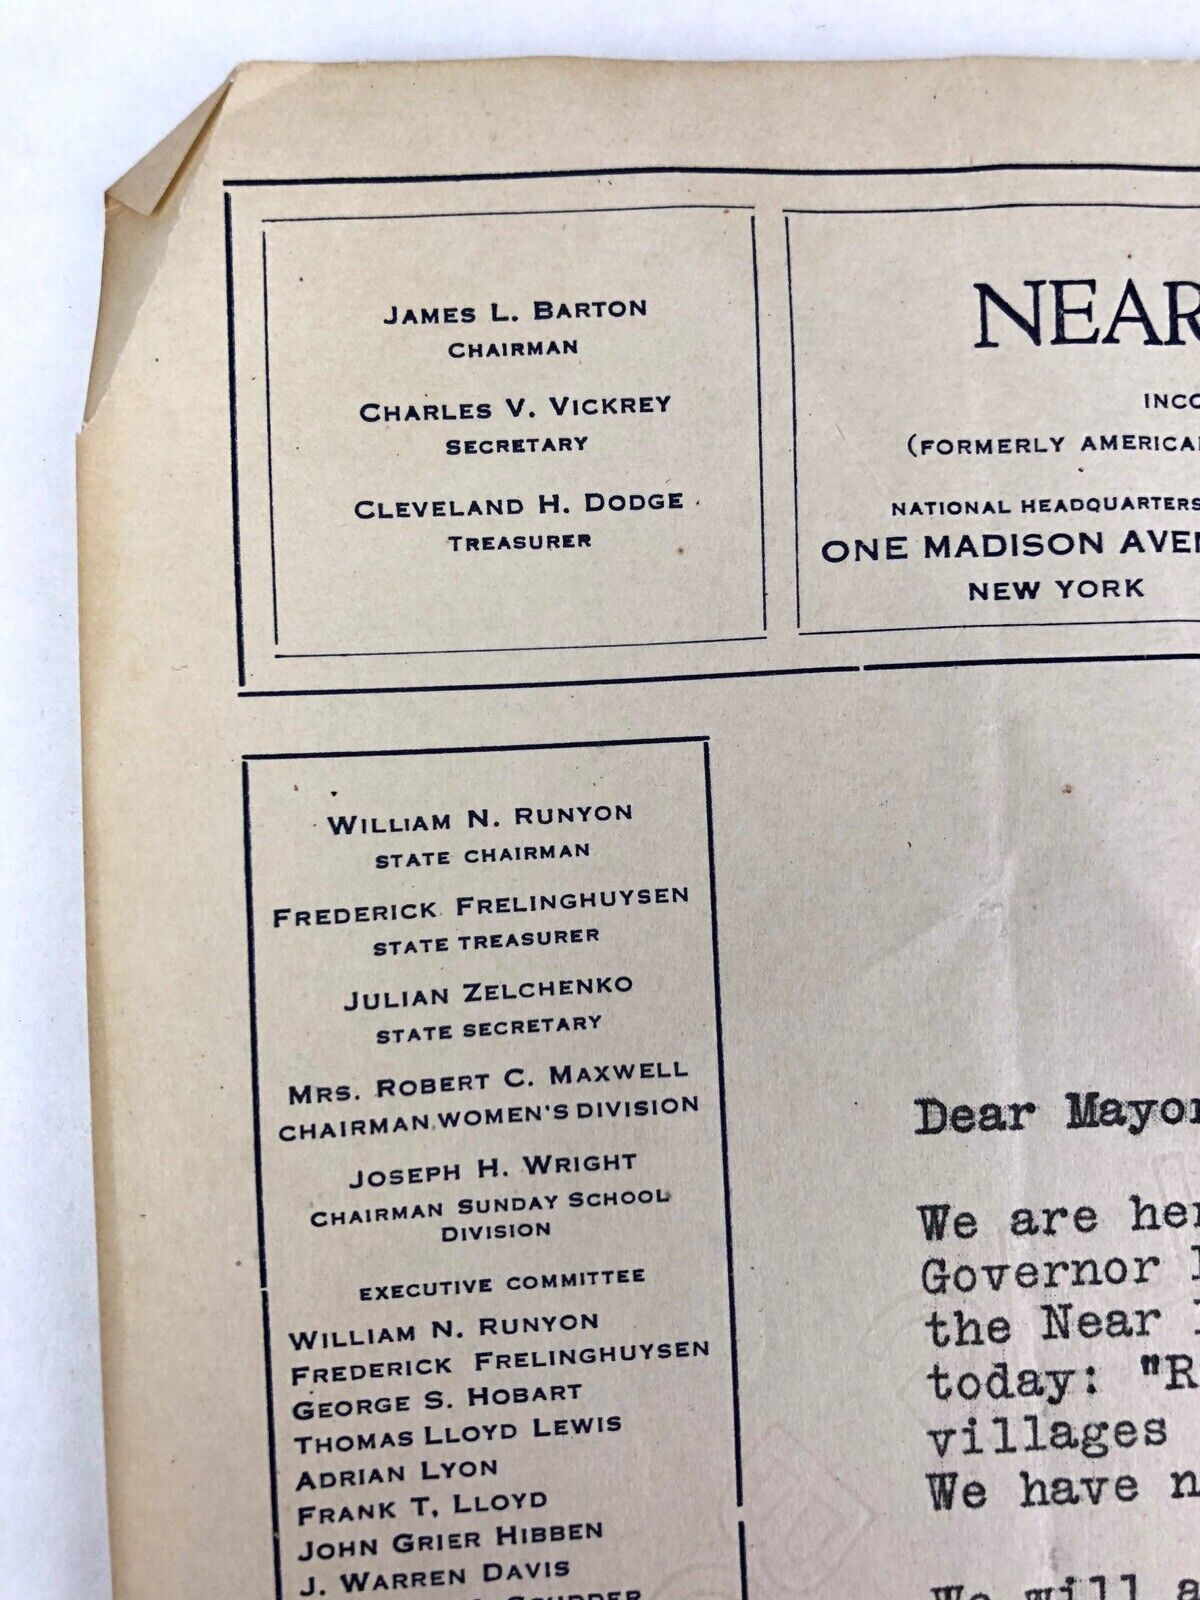 JAMES L. BARTON
CHAIRMAN
CHARLES V. VICKREY
SECRETARY
CLEVELAND H. DODGE
TREASURER
NEAR
INCO
(FORMERLY AMERICA
NATIONAL HEADQUARTERS
ONE MADISON AVEN
NEW YORK
WILLIAM N. RUNYON
STATE CHAIRMAN
FREDERICK FRELINGHUYSEN
STATE TREASURER
JULIAN ZELCHENKO
STATE SECRETARY
MRS. ROBERT C. MAXWELL
CHAIRMAN, WOMEN'S DIVISION
JOSEPH H. WRIGHT
CHAIRMAN SUNDAY SCHOOL
DIVISION
EXECUTIVE COMMITTEE
WILLIAM N. RUNYON
FREDERICK FRELINGHUYSEN
GEORGE S. HOBART
THOMAS LLOYD LEWIS
ADRIAN LYON
FRANK T. LLOYD
JOHN GRIER HIBBEN
J. WARREN DAVIS
Dear Mayor
We are her
Governor
the Near
today: "R
villages
We have n
We will a